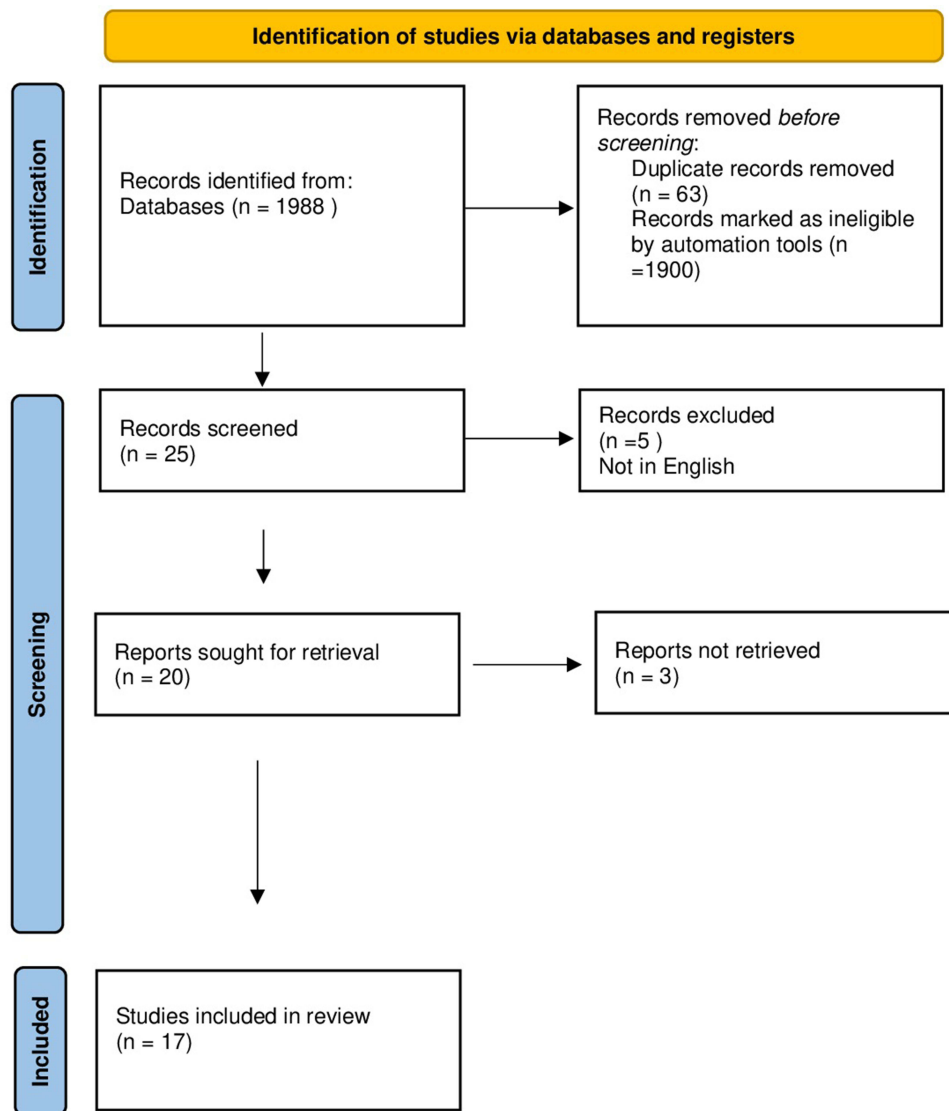 Identification of studies via databases and registers
Identification
Records identified from:
Databases (n = 1988 )
Records removed before
screening:
Duplicate records removed
(n = 63)
Records marked as ineligible
by automation tools (n
=1900)
Screening
Records screened
(n = 25)
Records excluded
(n =5 )
Not in English
Reports sought for retrieval
(n = 20)
Reports not retrieved
(n = 3)
Included
Studies included in review
(n = 17)